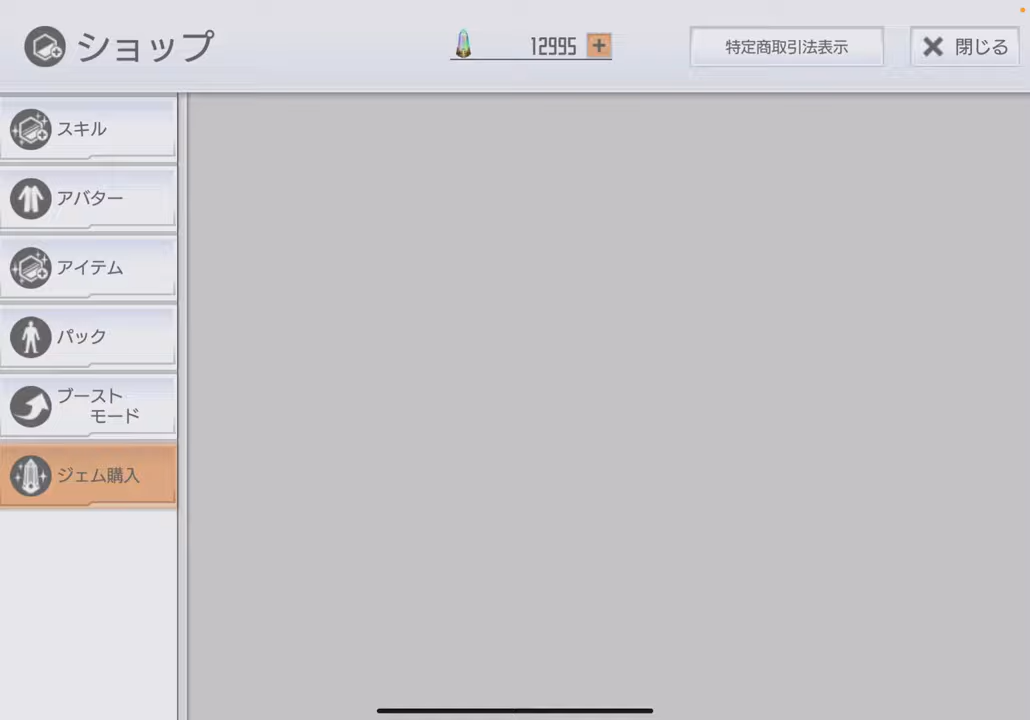 ショップ
12995
特定商取引法表示
閉じる
スキル
アバター
アイテム
パック
ブースト
モード
ジェム購入